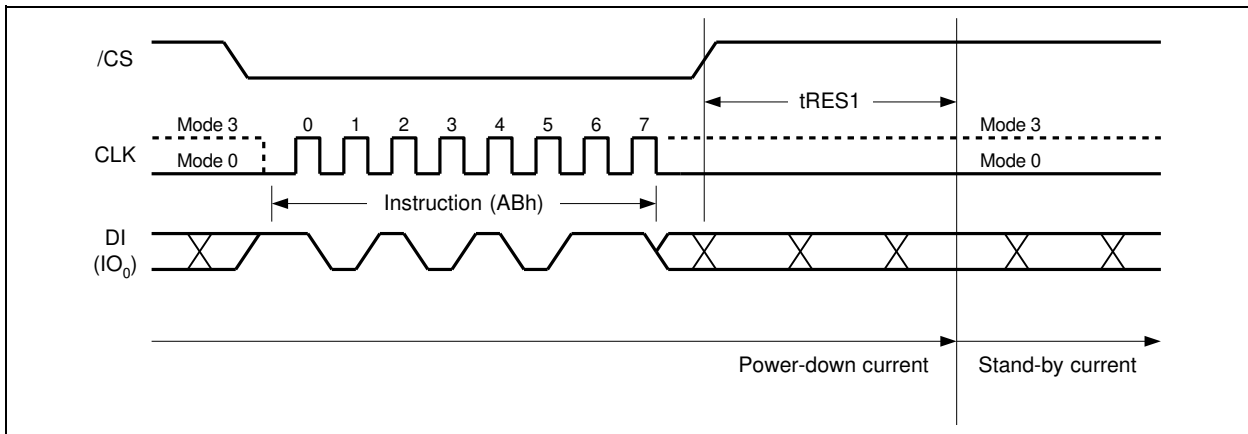 /CS
tRES1
Mode 3
0 1 2 3 4 5 6 7
Mode 3
CLK
Mode 0
Mode 0
Instruction (ABh)
DI
(IO0)
Power-down current
Stand-by current